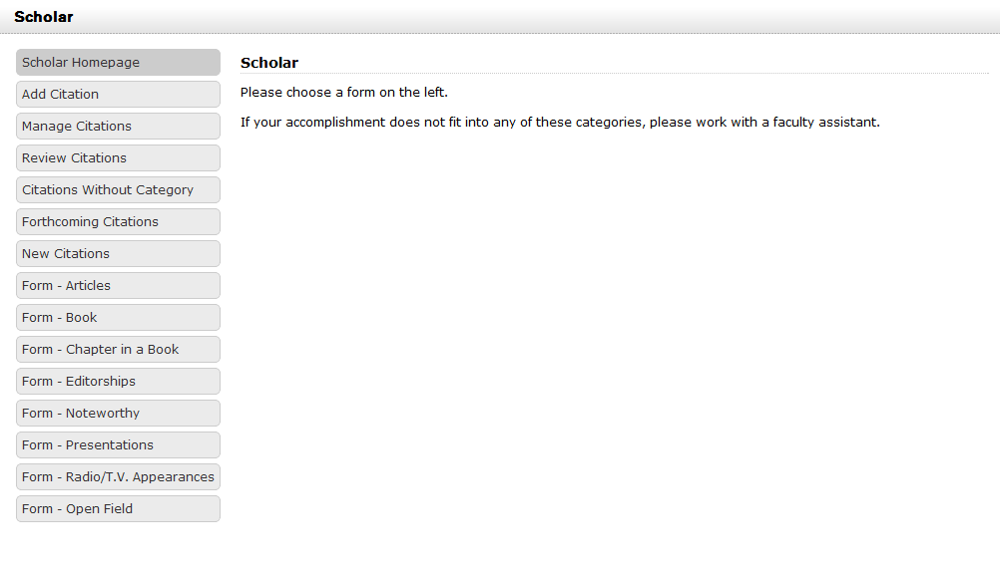 Scholar
Scholar Homepage
Add Citation
Manage Citations
Review Citations
Citations Without Category
Forthcoming Citations
New Citations
Form - Articles
Form - Book
Form - Chapter in a Book
Form - Editorships
Form - Noteworthy
Form - Presentations
Form - Radio/T.V. Appearances
Form - Open Field
Scholar
Please choose a form on the left.
If your accomplishment does not fit into any of these categories, please work with a faculty assistant.